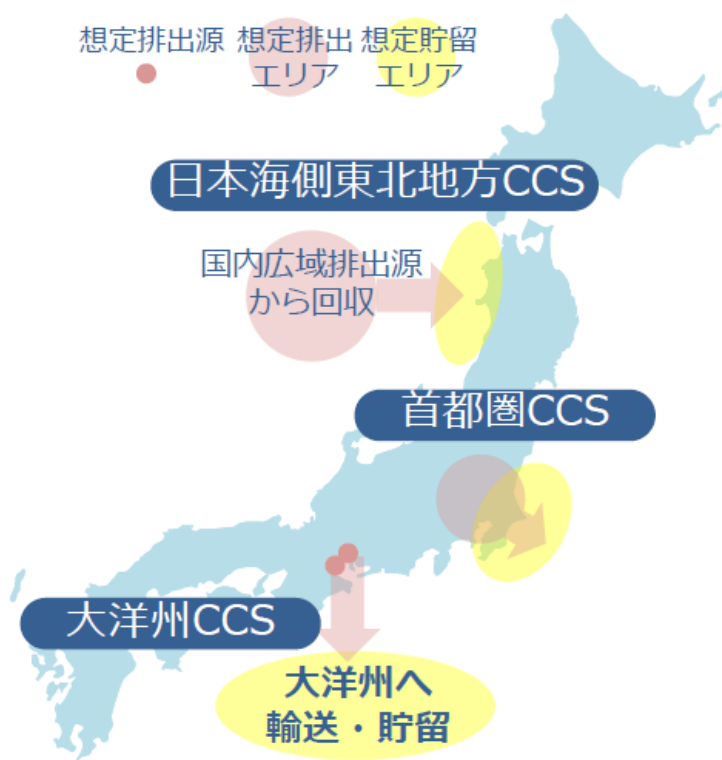 想定排出源
想定排出
エリア
想定貯留
エリア
日本海側東北地方CCS
国内広域排出源
から回収
首都圏CCS
大洋州CCS
大洋州へ
輸送・貯留